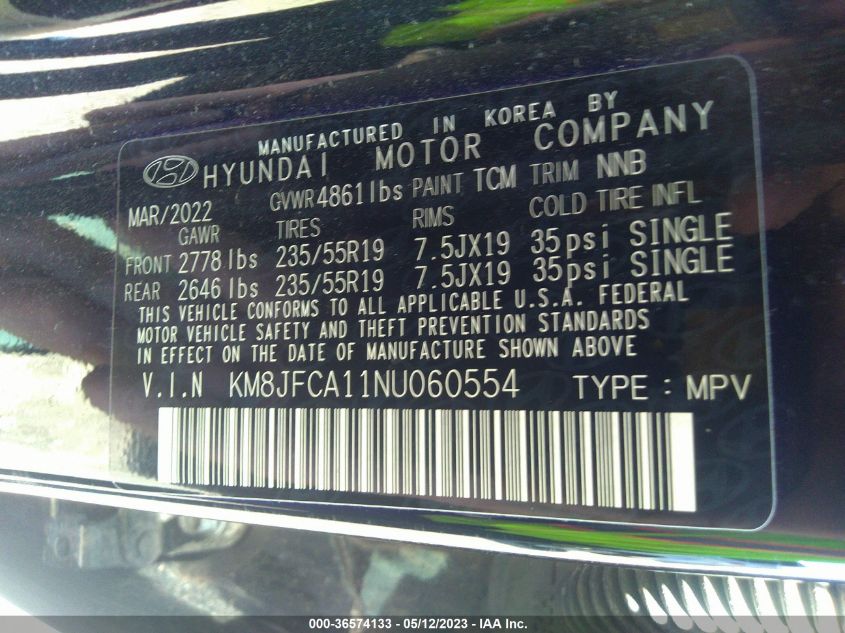 MANUFACTURED IN KOREA BY
HYUNDAI MOTOR COMPANY
MAR/2022 GVWR 4861 lbs PAINT TCM TRIM NNB
GAWR TIRES RIMS COLD TIRE INFL
FRONT 2778 lbs 235/55R19 7.5JX19 35psi SINGLE
REAR 2646 lbs 235/55R19 7.5JX19 35psi SINGLE
THIS VEHICLE CONFORMS TO ALL APPLICABLE U.S.A. FEDERAL
MOTOR VEHICLE SAFETY AND THEFT PREVENTION STANDARDS
IN EFFECT ON THE DATE OF MANUFACTURE SHOWN ABOVE
V.I.N KM8JFCA11NU060554 TYPE: MPV
000-36574133 - 05/12/2023 - IAA Inc.